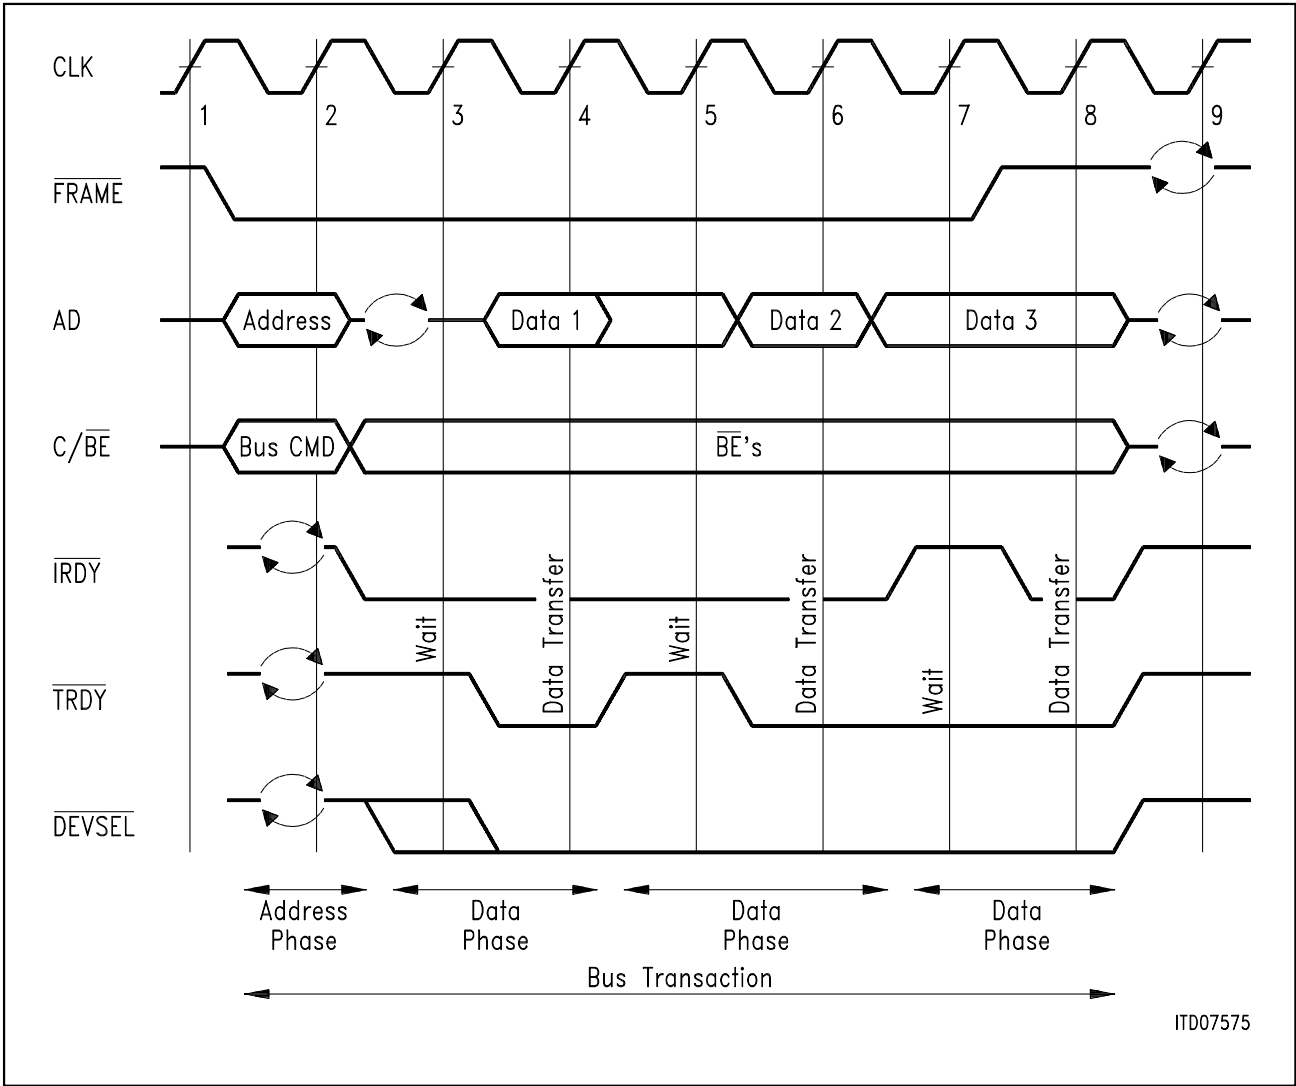 CLK
1 2 3 4 5 6 7 8 9
FRAME
AD
Address
Data 1
Data 2
Data 3
C/BE
Bus CMD
BE's
IRDY
Wait
Data Transfer
Wait
Data Transfer
Wait
Data Transfer
TRDY
DEVSEL
Address
Phase
Data
Phase
Data
Phase
Data
Phase
Bus Transaction
ITD07575